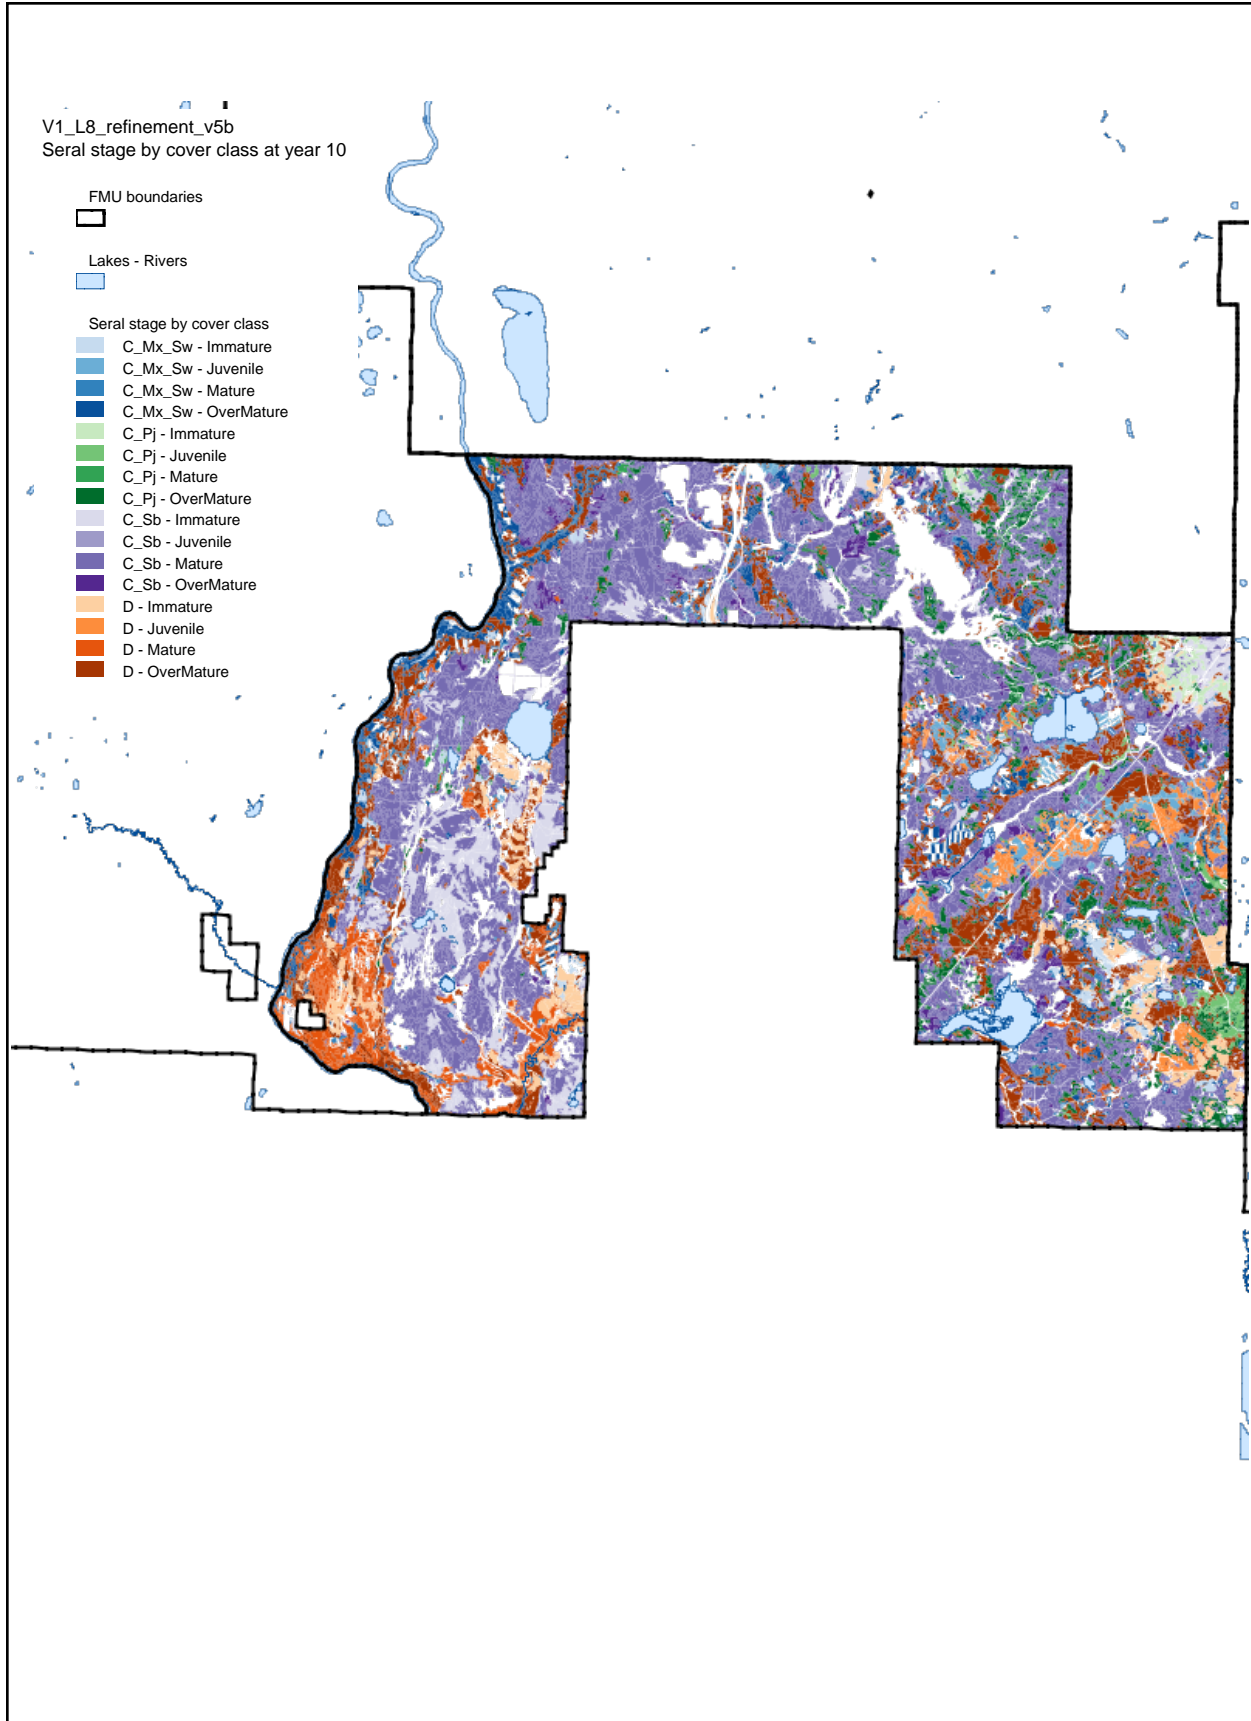 V1_L8_refinement_v5b
Seral stage by cover class at year 10
FMU boundaries
Lakes - Rivers
Seral stage by cover class
C_Mx_Sw - Immature
C_Mx_Sw - Juvenile
C_Mx_Sw - Mature
C_Mx_Sw - OverMature
C_Pj - Immature
C_Pj - Juvenile
C_Pj - Mature
C_Pj - OverMature
C_Sb - Immature
C_Sb - Juvenile
C_Sb - Mature
C_Sb - OverMature
D - Immature
D - Juvenile
D - Mature
D - OverMature